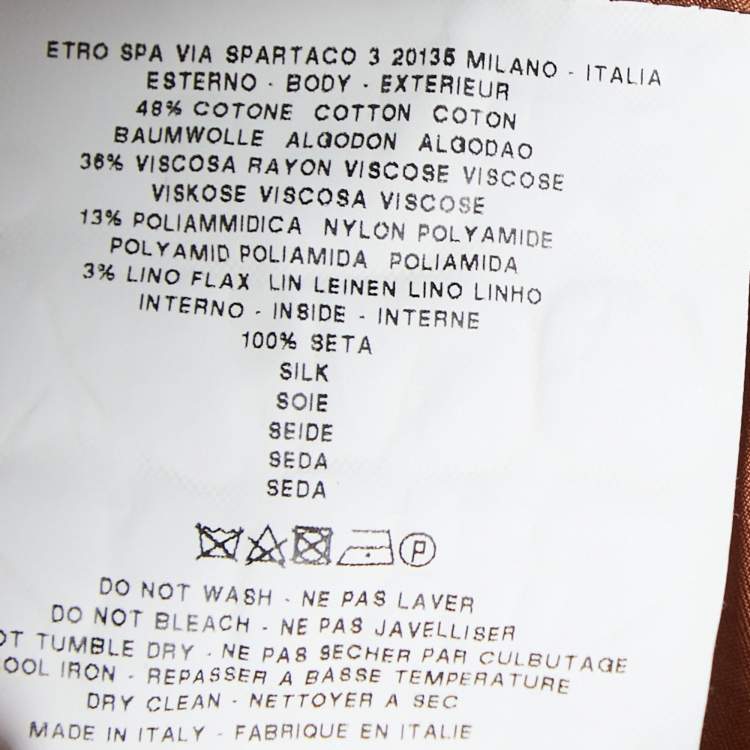 ETRO SPA VIA SPARTACO 3 20135 MILANO - ITALIA
ESTERNO - BODY - EXTERIEUR
48% COTONE COTTON COTON
BAUMWOLLE ALGODON ALGODAO
36% VISCOSA RAYON VISCOSE VISCOSE
VISKOSE VISCOSA VISCOSE
13% POLIAMMIDICA NYLON POLYAMIDE
POLYAMID POLIAMIDA POLIAMIDA
3% LINO FLAX LIN LEINEN LINO LINHO
INTERNO - INSIDE - INTERNE
100% SETA
SILK
SOIE
SEIDE
SEDA
SEDA
P
DO NOT WASH - NE PAS LAVER
DO NOT BLEACH - NE PAS JAVELLISER
OT TUMBLE DRY - NE PAS SECHER PAR CULBUTAGE
OOL IRON - REPASSER A BASSE TEMPERATURE
DRY CLEAN - NETTOYER A SEC
MADE IN ITALY - FABRIQUE EN ITALIE